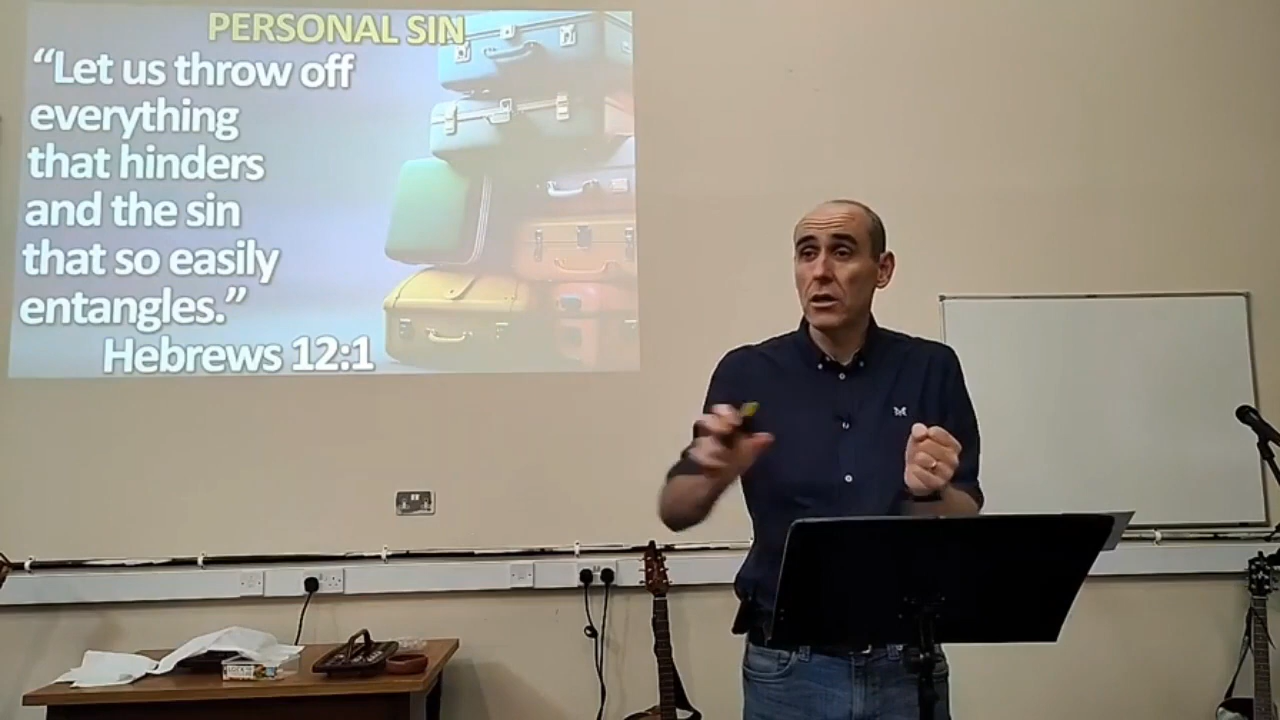 PERSONAL SIN
“Let us throw off
everything
that hinders
and the sin
that so easily
entangles.”
Hebrews 12:1